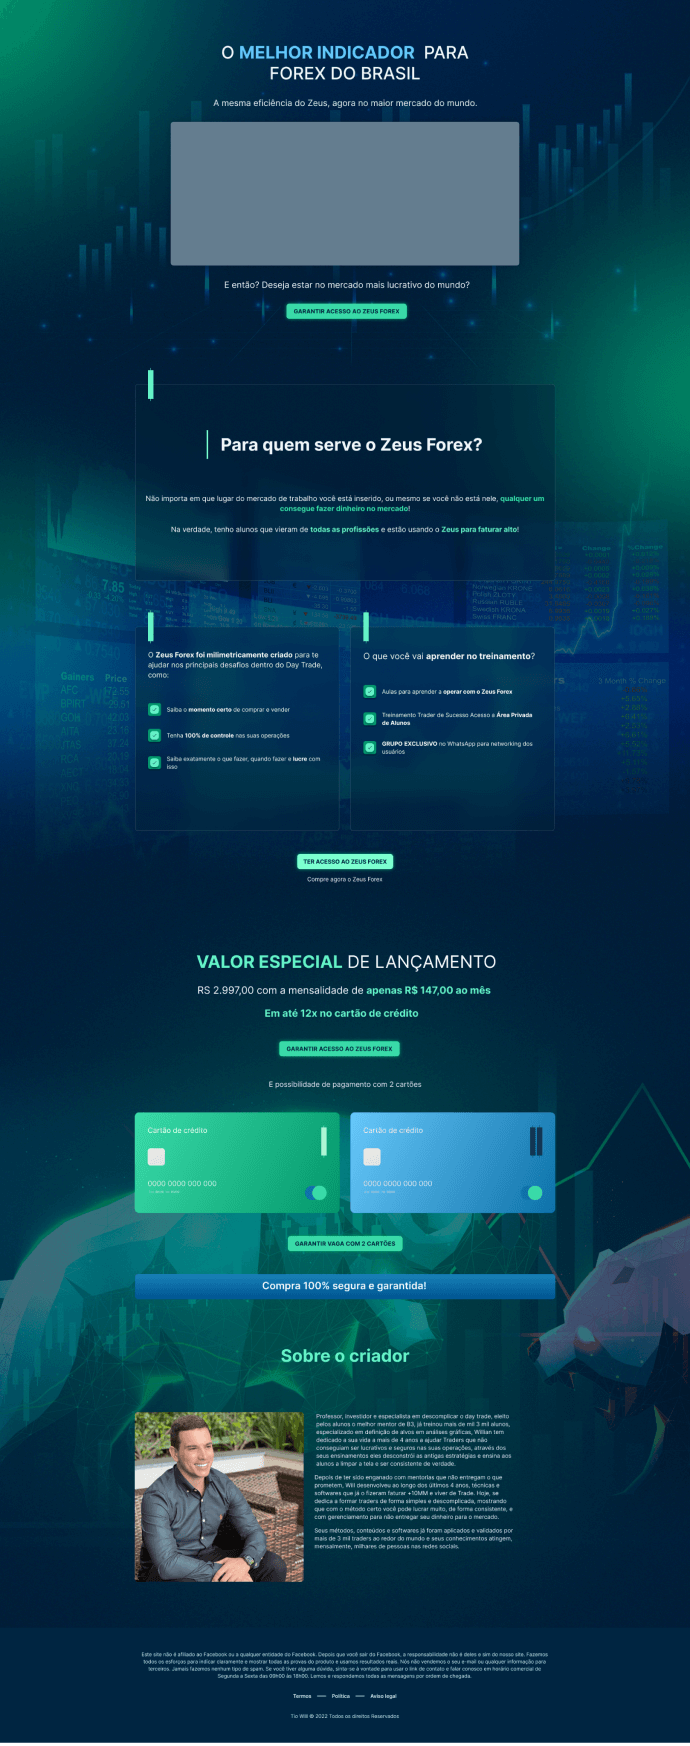 O MELHOR INDICADOR PARA
FOREX DO BRASIL
A mesma eficiência do Zeus, agora no maior mercado do mundo.
E então? Deseja estar no mercado mais lucrativo do mundo?
GARANTIR ACESSO AO ZEUS FOREX
Para quem serve o Zeus Forex?
Não importa em que lugar do mercado de trabalho você está inserido, ou mesmo se você não está nele, qualquer um
consegue fazer dinheiro no mercado!
Na verdade, tenho alunos que vieram de todas as profissões e estão usando o Zeus para faturar alto!
O Zeus Forex foi milimetricamente criado para te
ajudar nos principais desafios dentro do Day Trade,
como:
Saiba o momento certo de comprar e vender
Tenha 100% de controle nas suas operações
Saiba exatamente o que fazer, quando fazer e lucre com
isso
O que você vai aprender no treinamento?
Aulas para aprender a operar com o Zeus Forex
Treinamento Trader de Sucesso Acesso a Área Privada
de Alunos
GRUPO EXCLUSIVO no WhatsApp para networking dos
usuários
TER ACESSO AO ZEUS FOREX
Compre agora o Zeus Forex
VALOR ESPECIAL DE LANÇAMENTO
RS 2.997,00 com a mensalidade de apenas R$ 147,00 ao mês
Em até 12x no cartão de crédito
GARANTIR ACESSO AO ZEUS FOREX
E possibilidade de pagamento com 2 cartões
Cartão de crédito
0000 0000 000 000
Cartão de crédito
0000 0000 000 000
GARANTIR VAGA COM 2 CARTÕES
Compra 100% segura e garantida!
Sobre o criador
Professor, investidor e especialista em descomplicar o day trade, eleito
pelos alunos o melhor mentor de B3, já treinou mais de mil 3 mil alunos,
especializado em definição de alvos em análises gráficas, Willian tem
dedicado a sua vida a mais de 4 anos a ajudar Traders que não
conseguiam ser lucrativos e seguros nas suas operações, através dos
seus ensinamentos eles desconstrói as antigas estratégias e ensina aos
alunos a limpar a tela e ser consistente de verdade.
Depois de ter sido enganado com mentorias que não entregam o que
prometem, Will desenvolveu ao longo dos últimos 4 anos, técnicas e
softwares que já o fizeram faturar +10MM e viver de Trade. Hoje, se
dedica a formar traders de forma simples e descomplicada, mostrando
que com o método certo você pode lucrar muito, de forma consistente, e
com gerenciamento para não entregar seu dinheiro para o mercado.
Seus métodos, conteúdos e softwares já foram aplicados e validados por
mais de 3 mil traders ao redor do mundo e seus conhecimentos atingem,
mensalmente, milhares de pessoas nas redes sociais.
Este site não é afiliado ao Facebook ou a qualquer entidade do Facebook. Depois que você sair do Facebook, a responsabilidade não é deles e sim do nosso site. Fazemos
todos os esforços para indicar claramente e mostrar todas as provas do produto e usamos resultados reais. Nós não vendemos o seu e-mail ou qualquer informação para
terceiros. Jamais fazemos nenhum tipo de spam. Se você tiver alguma dúvida, sinta-se à vontade para usar o link de contato e falar conosco em horário comercial de
Segunda a Sexta das 09h00 às 18h00. Lemos e respondemos todas as mensagens por ordem de chegada.
Termos — Política — Aviso legal
Tio Will © 2022 Todos os direitos Reservados